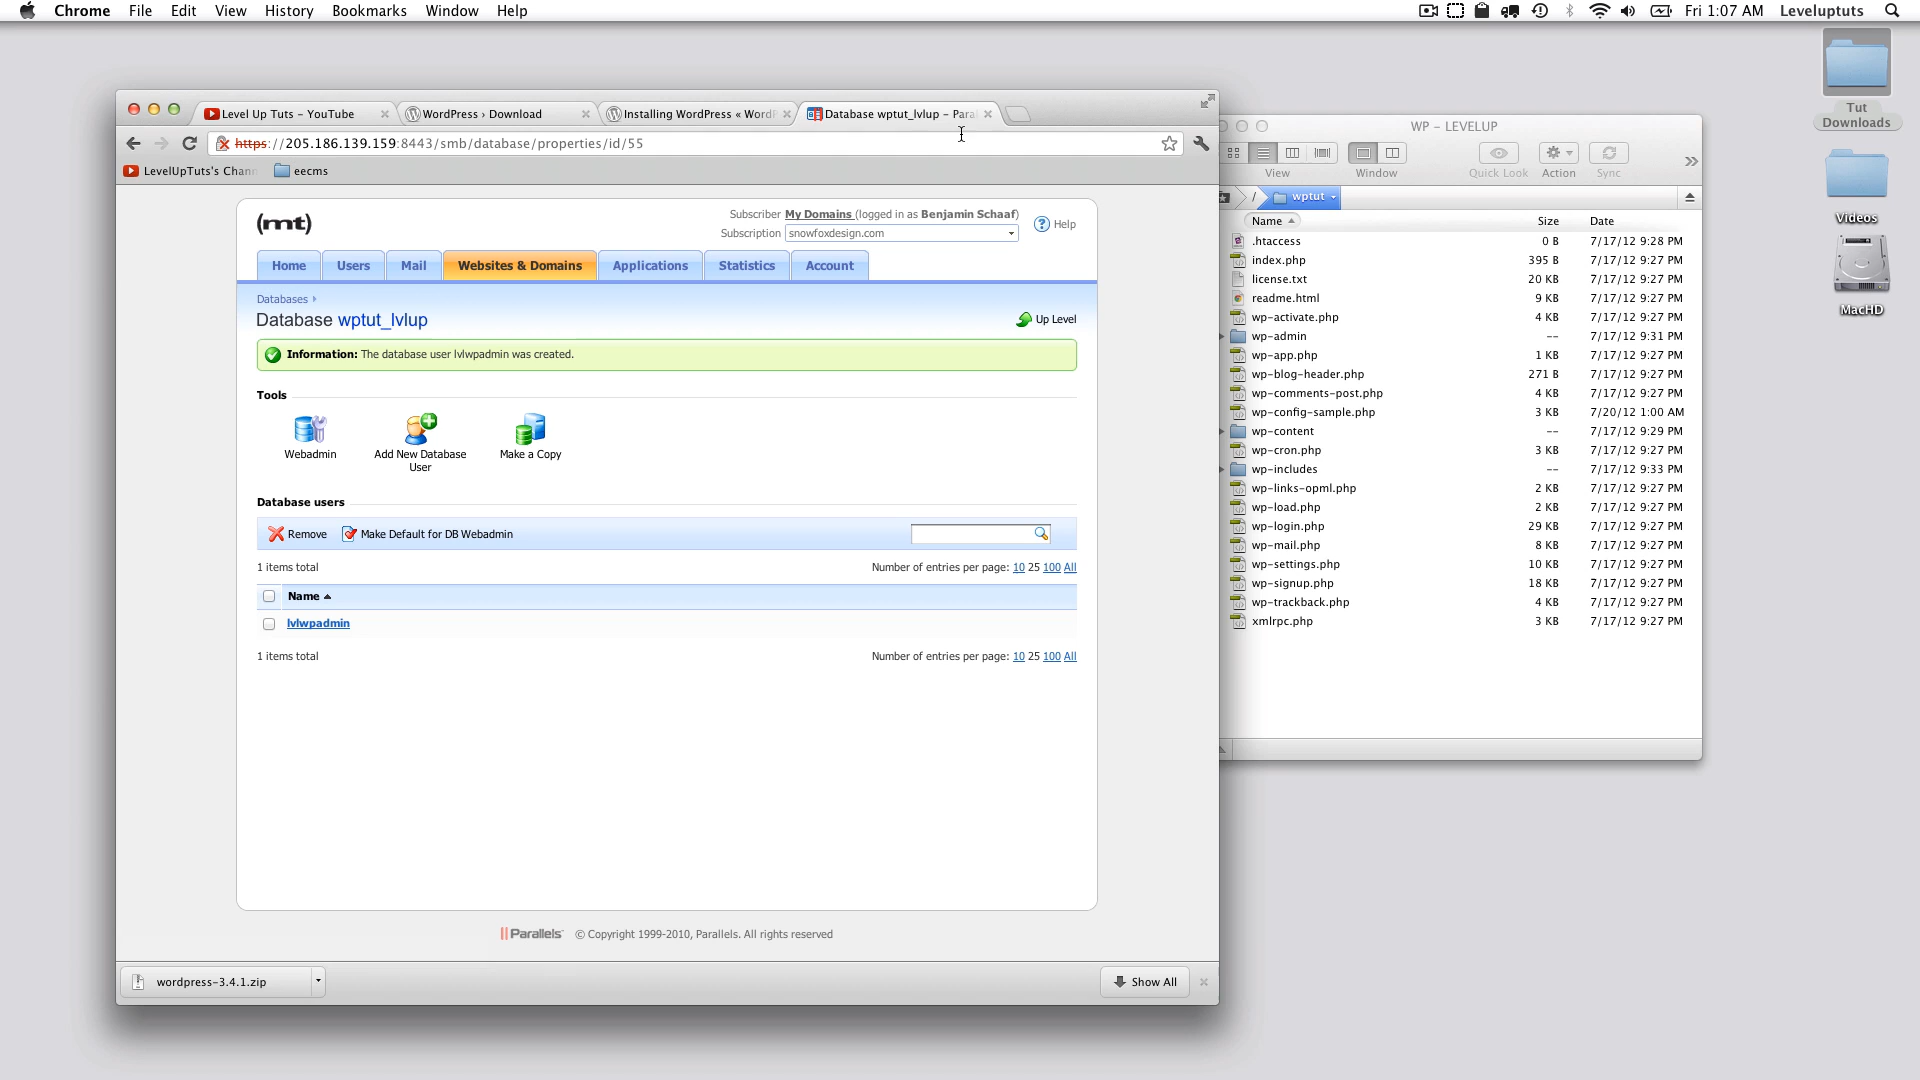 Chrome File Edit View History Bookmarks Window Help
Fri 1:07 AM Leveluptuts
Level Up Tuts – YouTube
WordPress › Download
Installing WordPress « Word
Database wptut_lvlup – Para
https://205.186.139.159:8443/smb/database/properties/id/55
LevelUpTuts's Chann
eecms
(mt)
Subscriber My Domains (logged in as Benjamin Schaaf)
Subscription snowfoxdesign.com
Help
Home Users Mail Websites & Domains Applications Statistics Account
Databases
Database wptut_lvlup
Up Level
Information: The database user lvlwpadmin was created.
Tools
Webadmin
Add New Database User
Make a Copy
Database users
Remove
Make Default for DB Webadmin
1 items total
Number of entries per page: 10 25 100 All
Name
lvlwpadmin
1 items total
Number of entries per page: 10 25 100 All
Parallels © Copyright 1999-2010, Parallels. All rights reserved
wordpress-3.4.1.zip
Show All
WP – LEVELUP
View Window Quick Look Action Sync
/ wptut
Name Size Date
.htaccess 0 B 7/17/12 9:28 PM
index.php 395 B 7/17/12 9:27 PM
license.txt 20 KB 7/17/12 9:27 PM
readme.html 9 KB 7/17/12 9:27 PM
wp-activate.php 4 KB 7/17/12 9:27 PM
wp-admin -- 7/17/12 9:31 PM
wp-app.php 1 KB 7/17/12 9:27 PM
wp-blog-header.php 271 B 7/17/12 9:27 PM
wp-comments-post.php 4 KB 7/17/12 9:27 PM
wp-config-sample.php 3 KB 7/20/12 1:00 AM
wp-content -- 7/17/12 9:29 PM
wp-cron.php 3 KB 7/17/12 9:27 PM
wp-includes -- 7/17/12 9:33 PM
wp-links-opml.php 2 KB 7/17/12 9:27 PM
wp-load.php 2 KB 7/17/12 9:27 PM
wp-login.php 29 KB 7/17/12 9:27 PM
wp-mail.php 8 KB 7/17/12 9:27 PM
wp-settings.php 10 KB 7/17/12 9:27 PM
wp-signup.php 18 KB 7/17/12 9:27 PM
wp-trackback.php 4 KB 7/17/12 9:27 PM
xmlrpc.php 3 KB 7/17/12 9:27 PM
Tut
Downloads
Videos
MacHD